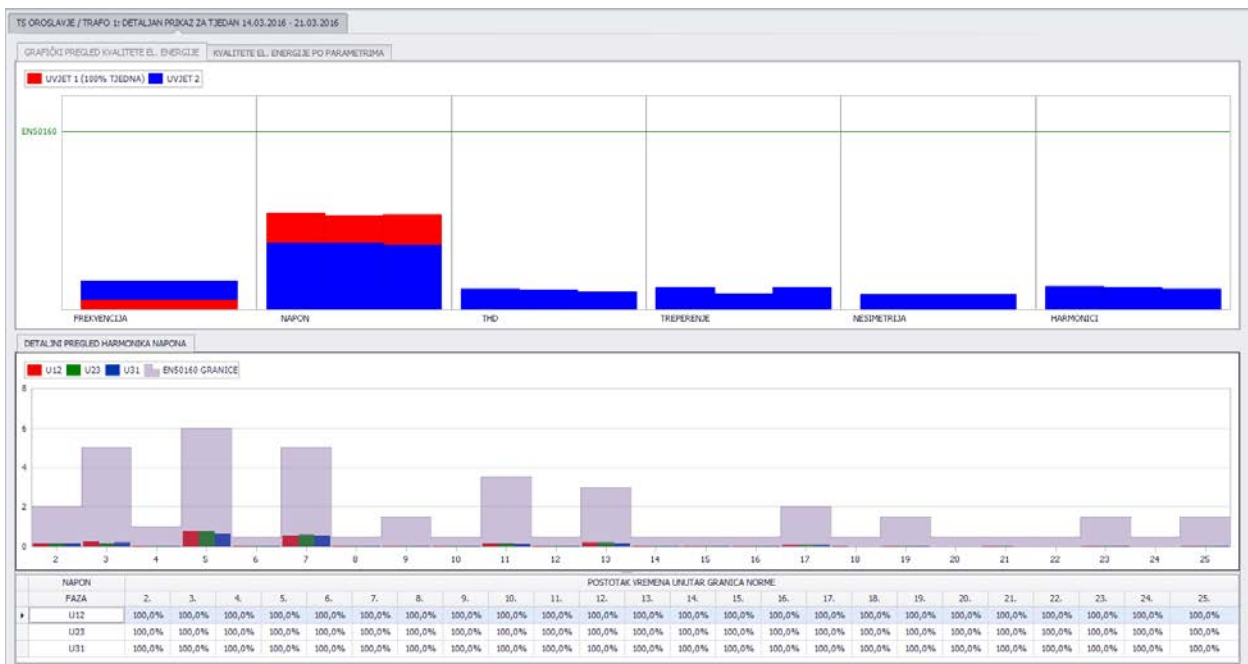 TS OROSLAVJE / TRAFO 1: DETALJAN PRIKAZ ZA TJEDAN 14.03.2016 - 21.03.2016
GRAFIČKI PREGLED KVALITETE EL. ENERGIJE KVALITETE EL. ENERGIJE PO PARAMETRIMA
UVJET 1 (100% TJEDNA) UVJET 2
EN50160
FREKVENCIJA NAPON THD TREPERENJE NESIMETRIJA HARMONICI
DETALJNI PREGLED HARMONIKA NAPONA
U12 U23 U31 EN50160 GRANICE
8
6
4
2
0
2 3 4 5 6 7 8 9 10 11 12 13 14 15 16 17 18 19 20 21 22 23 24 25
NAPON POSTOTAK VREMENA UNUTAR GRANICA NORME
FAZA 2. 3. 4. 5. 6. 7. 8. 9. 10. 11. 12. 13. 14. 15. 16. 17. 18. 19. 20. 21. 22. 23. 24. 25.
U12 100,0% 100,0% 100,0% 100,0% 100,0% 100,0% 100,0% 100,0% 100,0% 100,0% 100,0% 100,0% 100,0% 100,0% 100,0% 100,0% 100,0% 100,0% 100,0% 100,0% 100,0% 100,0% 100,0% 100,0%
U23 100,0% 100,0% 100,0% 100,0% 100,0% 100,0% 100,0% 100,0% 100,0% 100,0% 100,0% 100,0% 100,0% 100,0% 100,0% 100,0% 100,0% 100,0% 100,0% 100,0% 100,0% 100,0% 100,0% 100,0%
U31 100,0% 100,0% 100,0% 100,0% 100,0% 100,0% 100,0% 100,0% 100,0% 100,0% 100,0% 100,0% 100,0% 100,0% 100,0% 100,0% 100,0% 100,0% 100,0% 100,0% 100,0% 100,0% 100,0% 100,0%